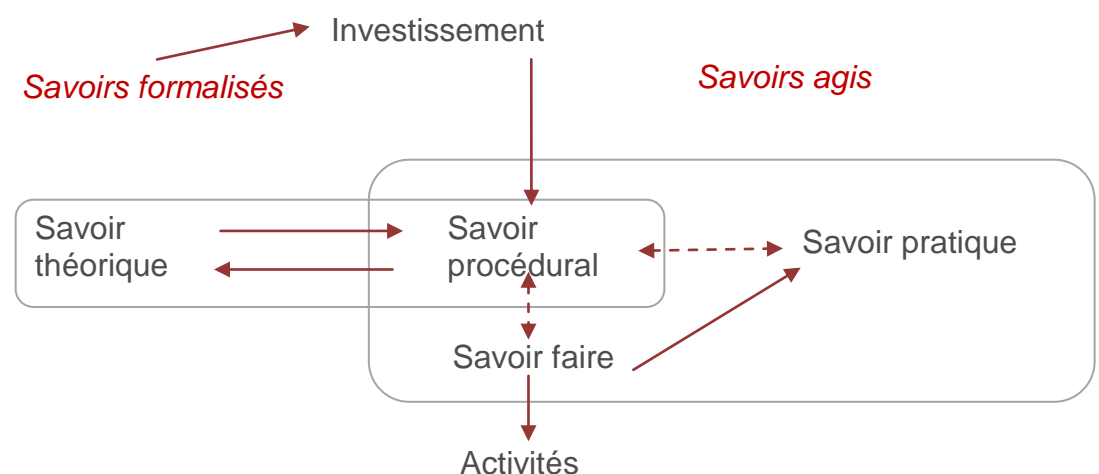 Investissement
Savoirs formalisés
Savoirs agis
Savoir
théorique
Savoir
procédural
Savoir pratique
Savoir faire
Activités